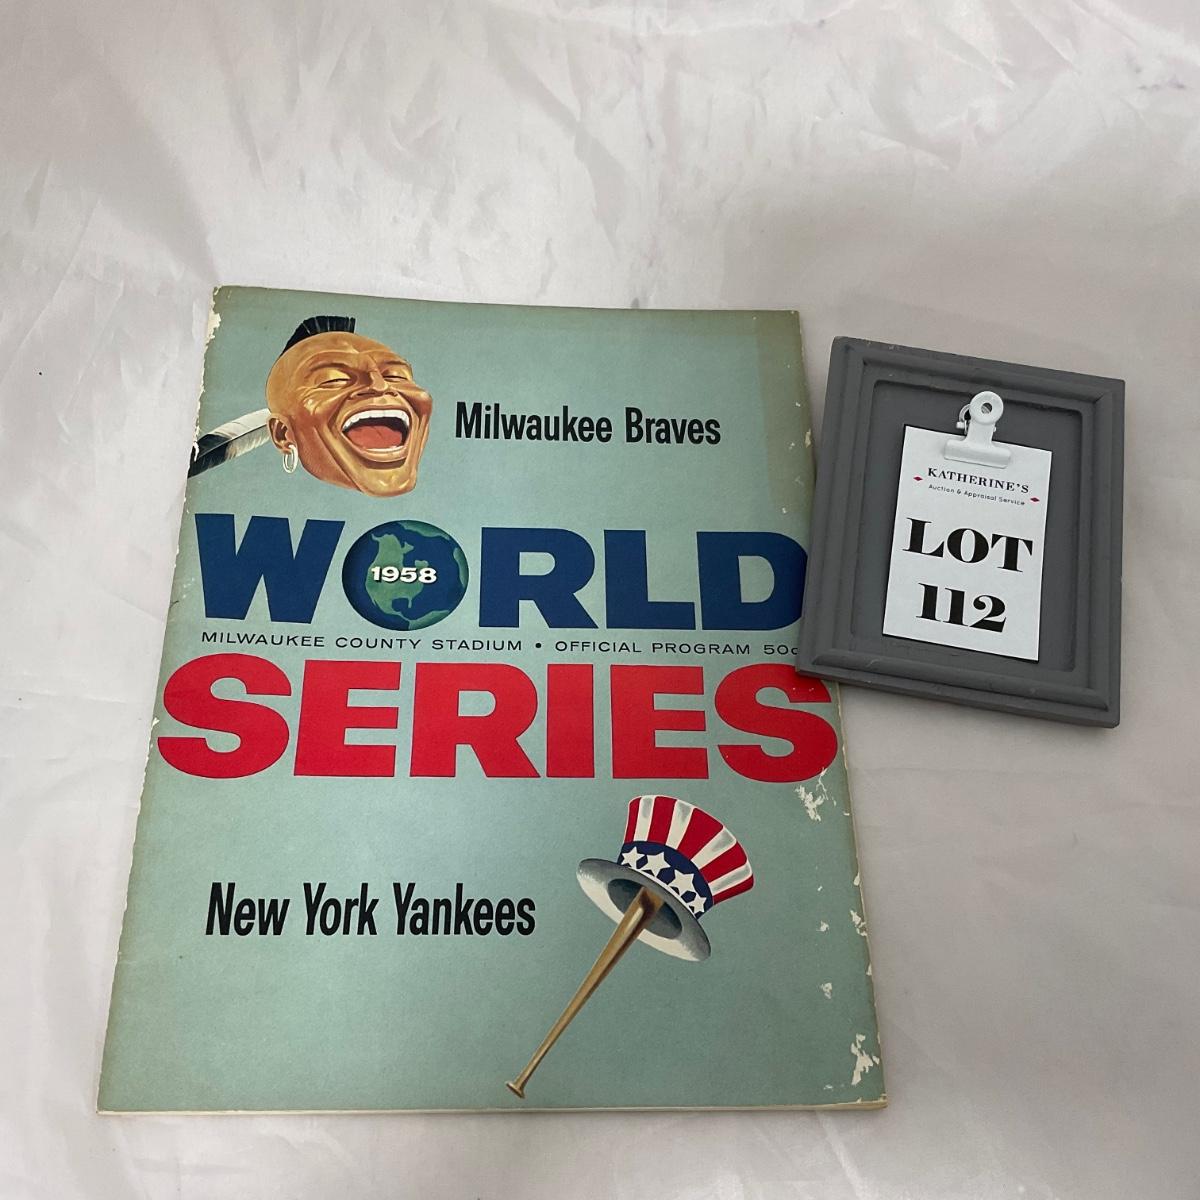 Milwaukee Braves
WORLD
1958
MILWAUKEE COUNTY STADIUM • OFFICIAL PROGRAM 50¢
SERIES
New York Yankees
KATHERINE'S
Auction & Appraisal Service
LOT
112